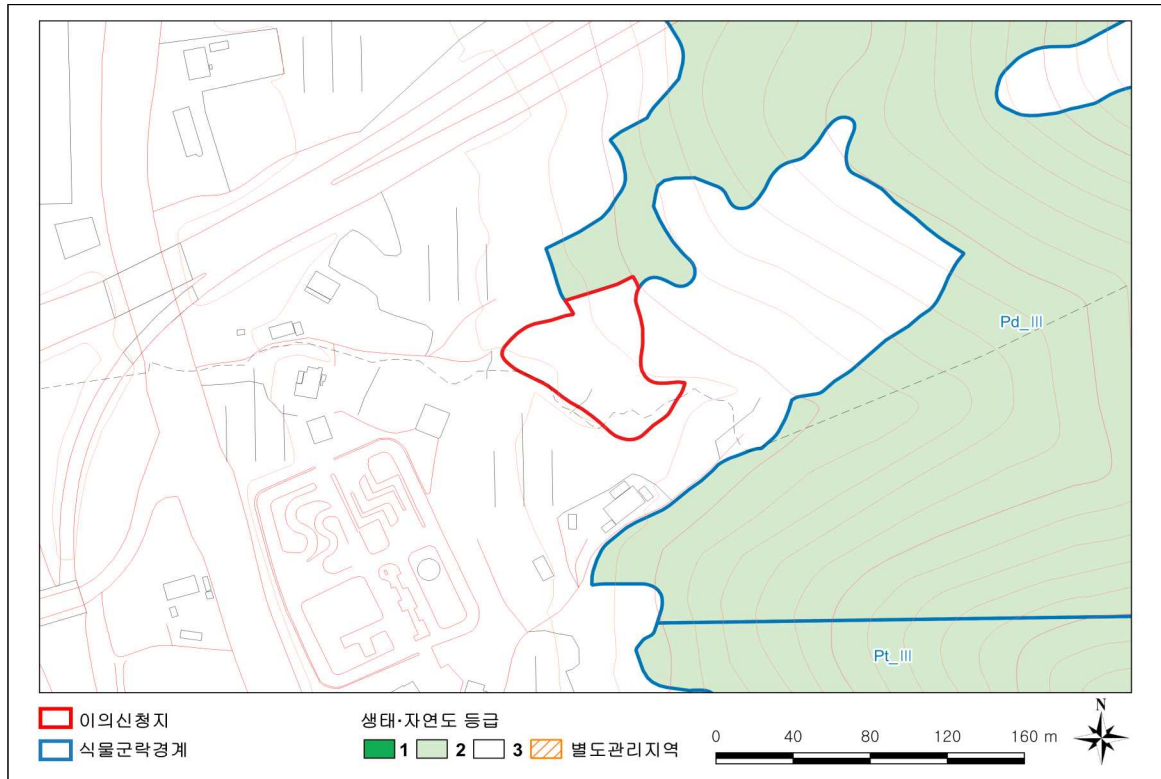 Pd_Ⅲ
Pt_Ⅲ
이의신청지
식물군락경계
생태·자연도 등급
1 2 3 별도관리지역
0 40 80 120 160 m
N